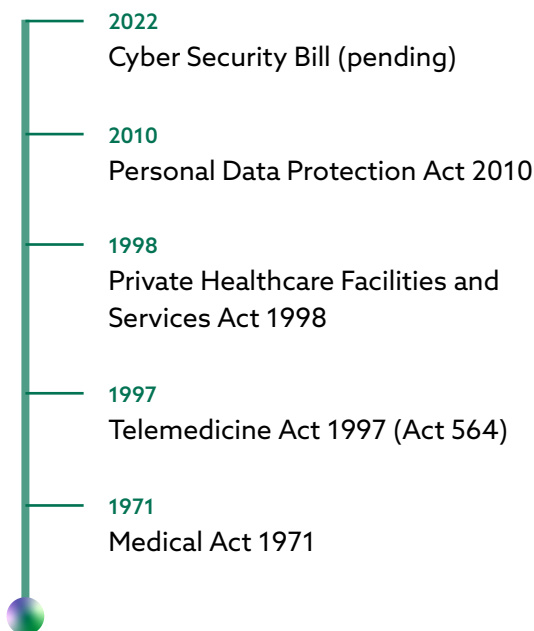 2022
Cyber Security Bill (pending)
2010
Personal Data Protection Act 2010
1998
Private Healthcare Facilities and
Services Act 1998
1997
Telemedicine Act 1997 (Act 564)
1971
Medical Act 1971